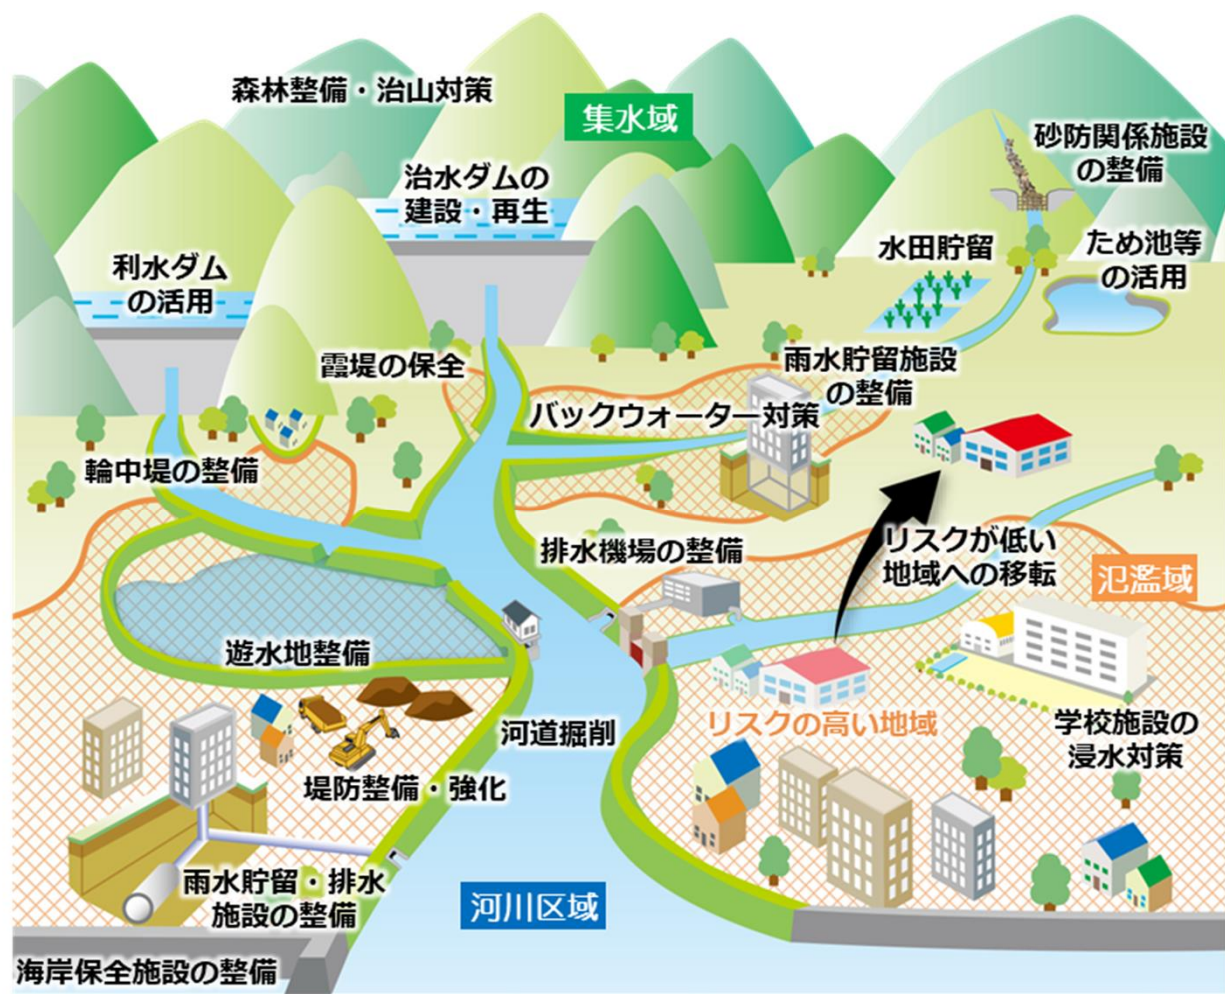 森林整備・治山対策
集水域
砂防関係施設
の整備
治水ダムの
建設・再生
水田貯留
ため池等
の活用
利水ダム
の活用
霞堤の保全
雨水貯留施設
の整備
バックウォーター対策
輪中堤の整備
排水機場の整備
リスクが低い
地域への移転
氾濫域
遊水地整備
リスクの高い地域
学校施設の
浸水対策
河道掘削
堤防整備・強化
雨水貯留・排水
施設の整備
河川区域
海岸保全施設の整備